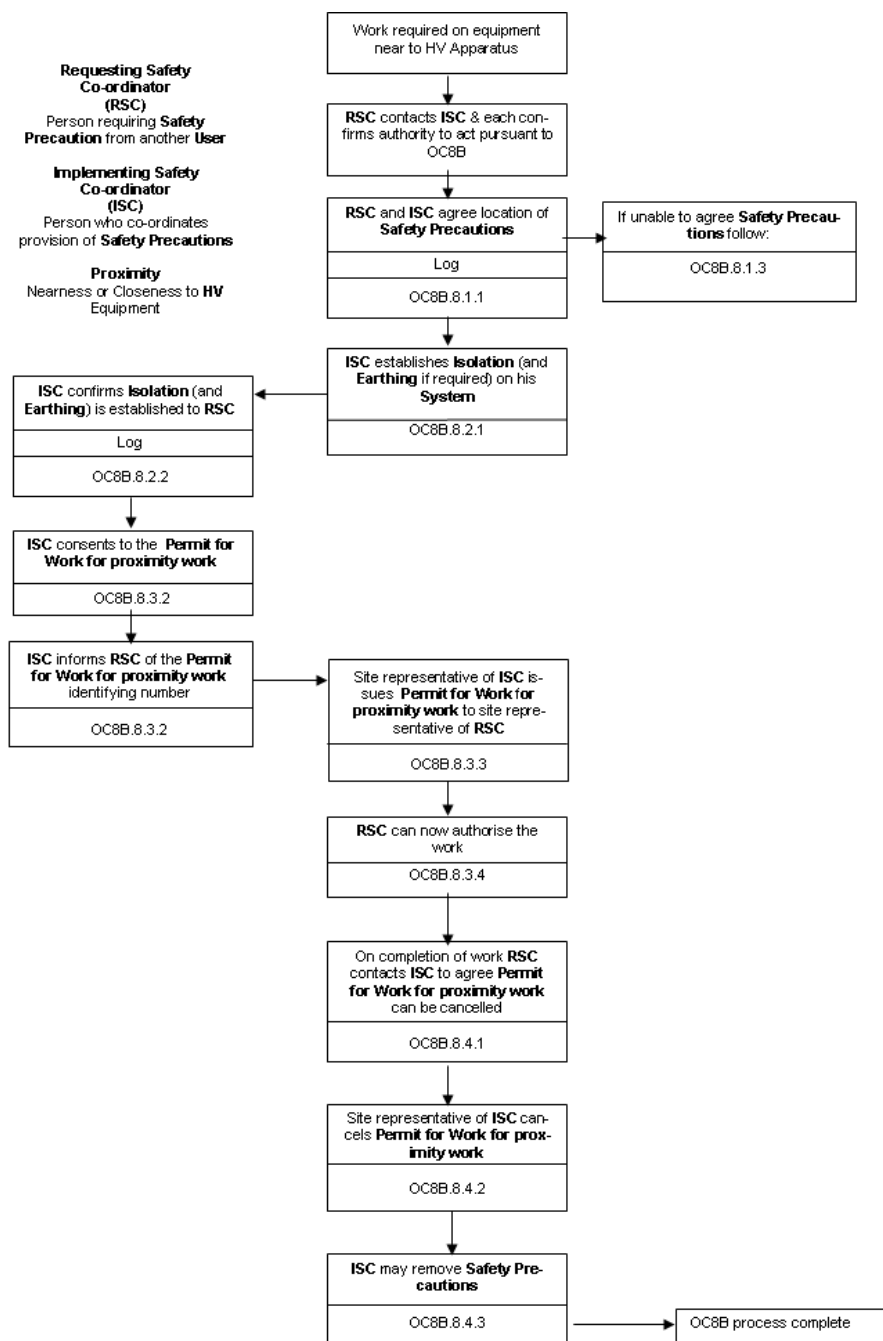 Work required on equipment
near to HV Apparatus
Requesting Safety
Co-ordinator
(RSC)
Person requiring Safety
Precaution from another User
Implementing Safety
Co-ordinator
(ISC)
Person who co-ordinates
provision of Safety Precautions
Proximity
Nearness or Closeness to HV
Equipment
RSC contacts ISC & each con-
firms authority to act pursuant to
OC8B
RSC and ISC agree location of
Safety Precautions
Log
OC8B.8.1.1
If unable to agree Safety Precau-
tions follow:
OC8B.8.1.3
ISC establishes Isolation (and
Earthing if required) on his
System
OC8B.8.2.1
ISC confirms Isolation (and
Earthing) is established to RSC
Log
OC8B.8.2.2
ISC consents to the Permit for
Work for proximity work
OC8B.8.3.2
ISC informs RSC of the Permit
for Work for proximity work
identifying number
OC8B.8.3.2
Site representative of ISC is-
sues Permit for Work for
proximity work to site repre-
sentative of RSC
OC8B.8.3.3
RSC can now authorise the
work
OC8B.8.3.4
On completion of work RSC
contacts ISC to agree Permit
for Work for proximity work
can be cancelled
OC8B.8.4.1
Site representative of ISC can-
cels Permit for Work for prox-
imity work
OC8B.8.4.2
ISC may remove Safety Pre-
cautions
OC8B.8.4.3
OC8B process complete